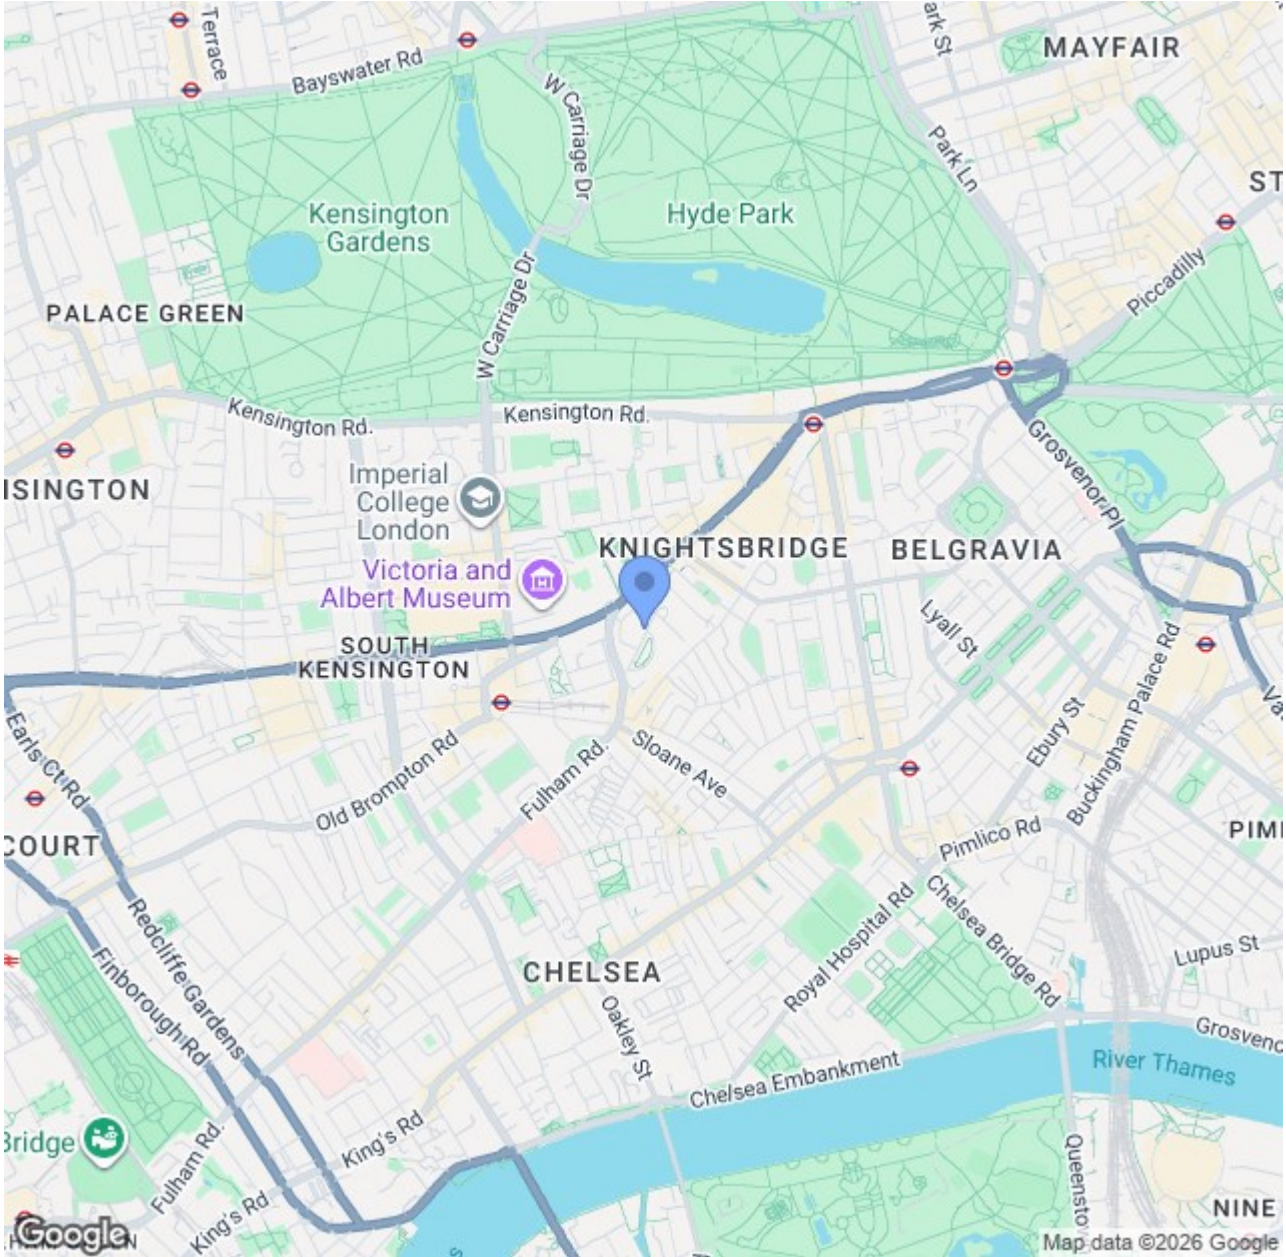 Terrace
Bayswater Rd
W Carriage Dr
ark St
MAYFAIR
Park Ln
ST
Kensington
Gardens
Hyde Park
Piccadilly
PALACE GREEN
W Carriage Dr
Kensington Rd.
Kensington Rd.
Grosvenor Pl
ISINGTON
Imperial
College
London
KNIGHTSBRIDGE
BELGRAVIA
Victoria and
Albert Museum
Lyall St
SOUTH
KENSINGTON
Buckingham Palace Rd
Ebury St
Va
Earls Ct Rd
Old Brompton Rd
Fulham Rd.
Sloane Ave
COURT
Pimlico Rd
PIMI
Redcliffe Gardens
Finborough Rd
Royal Hospital Rd
Chelsea Bridge Rd
Lupus St
CHELSEA
Oakley St
Grosvenc
River Thames
Chelsea Embankment
Bridge
King's Rd
Fulham Rd.
King's Rd
Queenstow
NINE
Google
Map data ©2026 Google